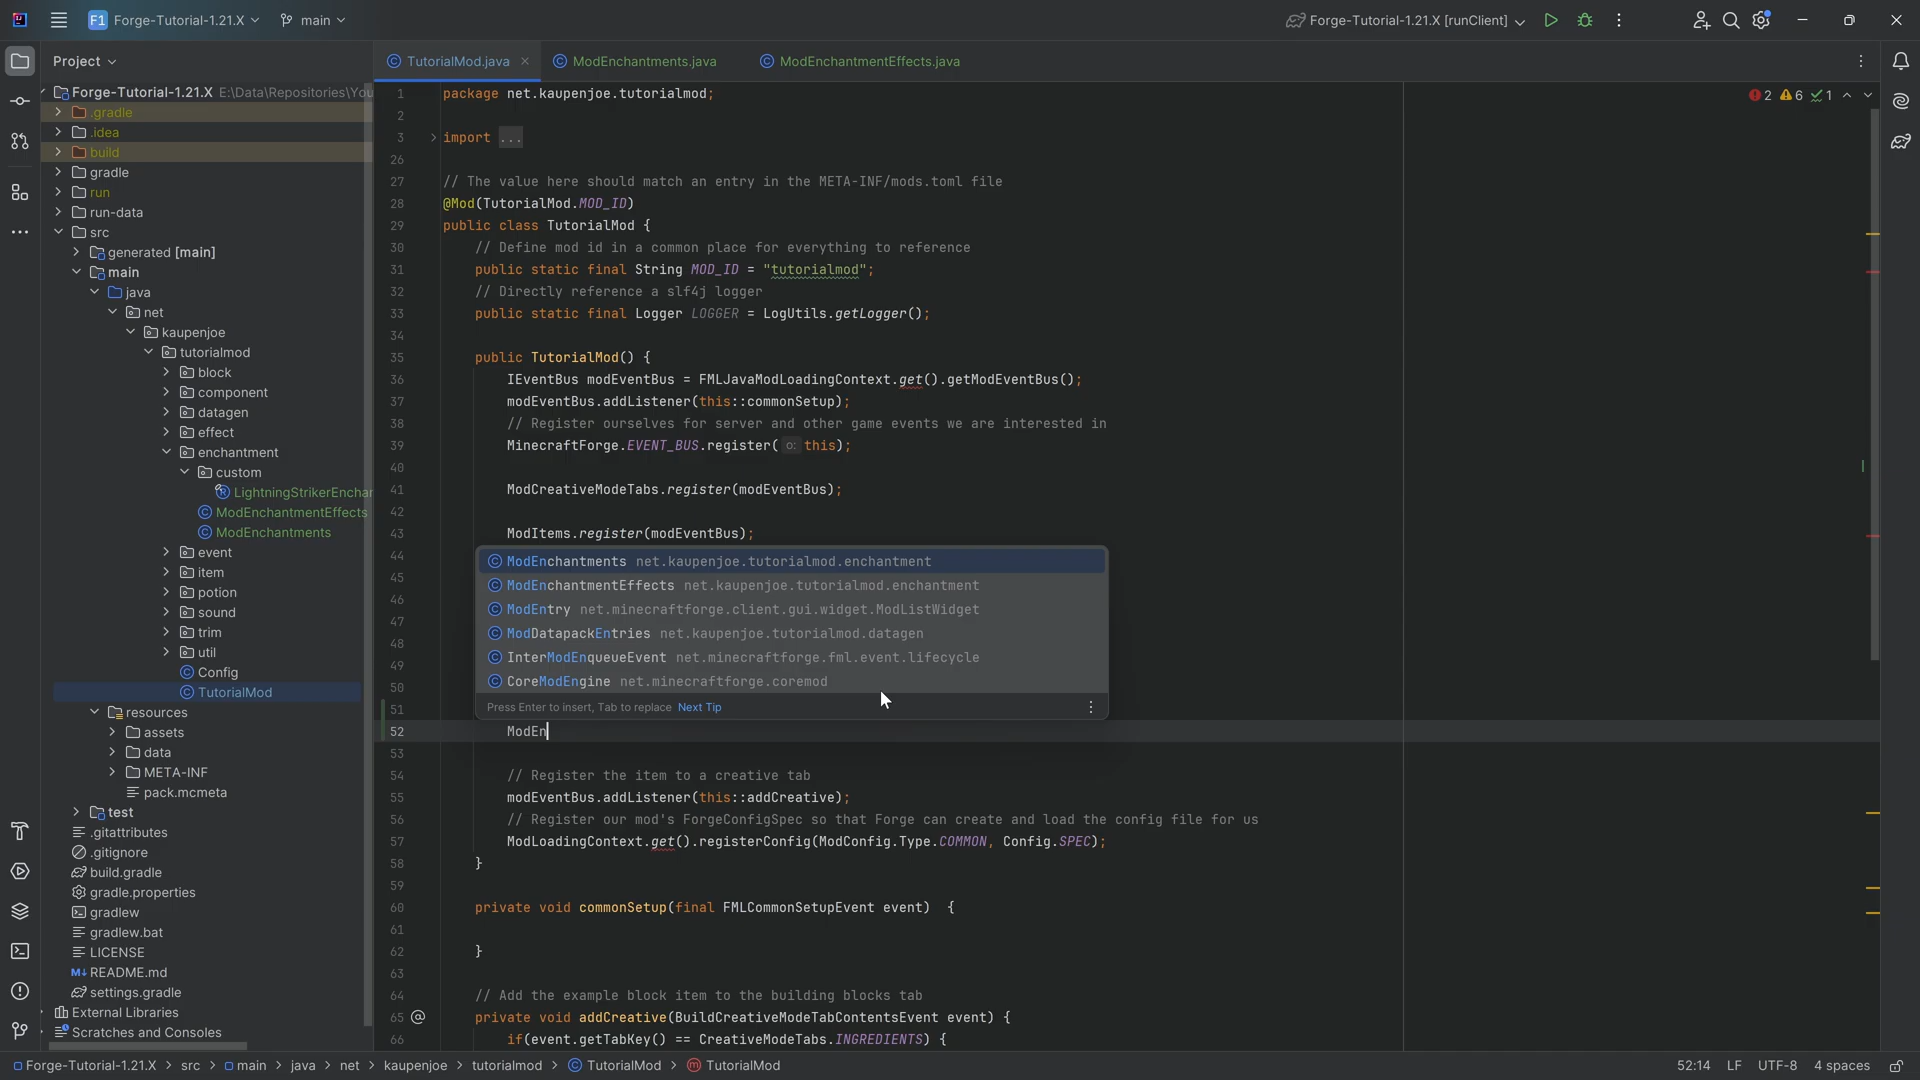 F1 Forge-Tutorial-1.21.X main Forge-Tutorial-1.21.X [runClient]
Project
TutorialMod.java ModEnchantments.java ModEnchantmentEffects.java
Forge-Tutorial-1.21.X E:\Data\Repositories\You
.gradle
.idea
build
gradle
run
run-data
src
generated [main]
main
java
net
kaupenjoe
tutorialmod
block
component
datagen
effect
enchantment
custom
LightningStrikerEnchan
ModEnchantmentEffects
ModEnchantments
event
item
potion
sound
trim
util
Config
TutorialMod
resources
assets
data
META-INF
pack.mcmeta
test
.gitattributes
.gitignore
build.gradle
gradle.properties
gradlew
gradlew.bat
LICENSE
M↓ README.md
settings.gradle
External Libraries
Scratches and Consoles
2 6 1
1 package net.kaupenjoe.tutorialmod;
2
3 import ...
26
27 // The value here should match an entry in the META-INF/mods.toml file
28 @Mod(TutorialMod.MOD_ID)
29 public class TutorialMod {
30 // Define mod id in a common place for everything to reference
31 public static final String MOD_ID = "tutorialmod";
32 // Directly reference a slf4j logger
33 public static final Logger LOGGER = LogUtils.getLogger();
34
35 public TutorialMod() {
36 IEventBus modEventBus = FMLJavaModLoadingContext.get().getModEventBus();
37 modEventBus.addListener(this::commonSetup);
38 // Register ourselves for server and other game events we are interested in
39 MinecraftForge.EVENT_BUS.register( o: this);
40
41 ModCreativeModeTabs.register(modEventBus);
42
43 ModItems.register(modEventBus);
44
45
46
47
48
49
50
51
ModEnchantments net.kaupenjoe.tutorialmod.enchantment
ModEnchantmentEffects net.kaupenjoe.tutorialmod.enchantment
ModEntry net.minecraftforge.client.gui.widget.ModListWidget
ModDatapackEntries net.kaupenjoe.tutorialmod.datagen
InterModEnqueueEvent net.minecraftforge.fml.event.lifecycle
CoreModEngine net.minecraftforge.coremod
Press Enter to insert, Tab to replace Next Tip
52 ModEn
53
54 // Register the item to a creative tab
55 modEventBus.addListener(this::addCreative);
56 // Register our mod's ForgeConfigSpec so that Forge can create and load the config file for us
57 ModLoadingContext.get().registerConfig(ModConfig.Type.COMMON, Config.SPEC);
58 }
59
60 private void commonSetup(final FMLCommonSetupEvent event) {
61
62 }
63
64 // Add the example block item to the building blocks tab
65 @ private void addCreative(BuildCreativeModeTabContentsEvent event) {
66 if(event.getTabKey() == CreativeModeTabs.INGREDIENTS) {
Forge-Tutorial-1.21.X > src > main > java > net > kaupenjoe > tutorialmod > TutorialMod > TutorialMod 52:14 LF UTF-8 4 spaces